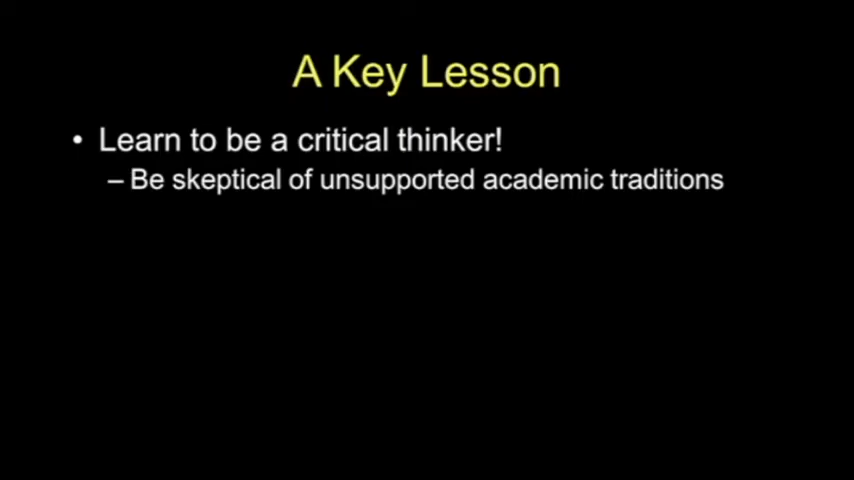 A Key Lesson
• Learn to be a critical thinker!
– Be skeptical of unsupported academic traditions